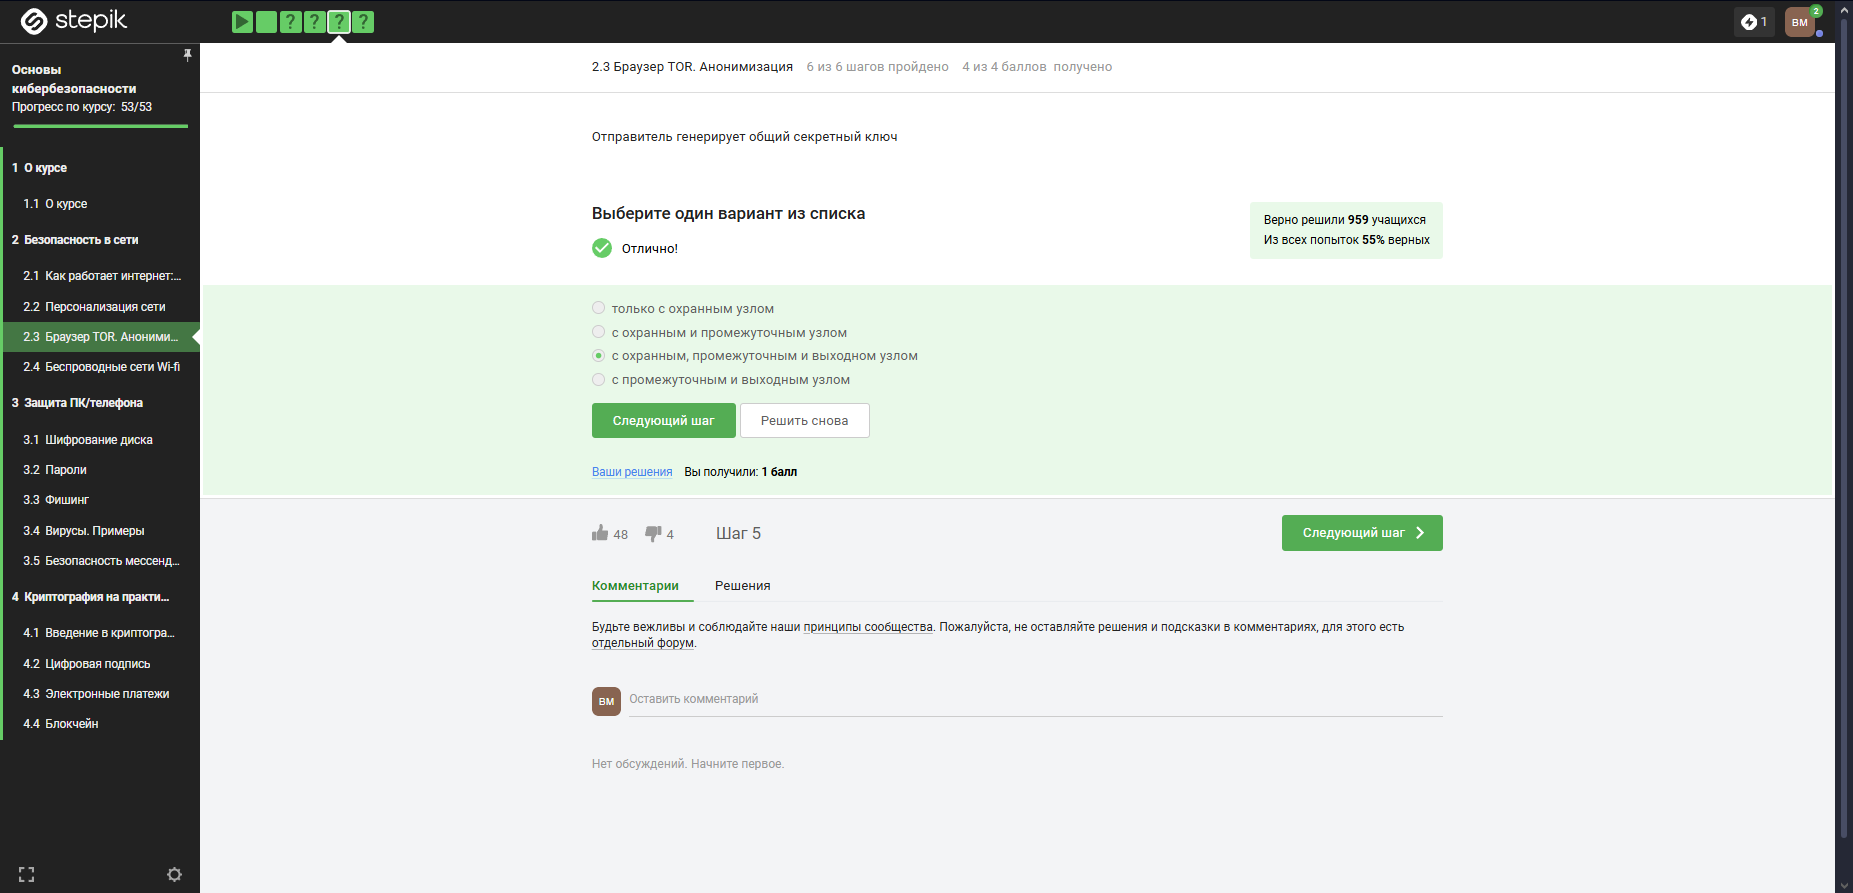 stepik
? ? ? ?
1
ВМ
2
Основы
кибербезопасности
Прогресс по курсу: 53/53
1 О курсе
1.1 О курсе
2 Безопасность в сети
2.1 Как работает интернет:...
2.2 Персонализация сети
2.3 Браузер TOR. Аноними...
2.4 Беспроводные сети Wi-fi
3 Защита ПК/телефона
3.1 Шифрование диска
3.2 Пароли
3.3 Фишинг
3.4 Вирусы. Примеры
3.5 Безопасность мессенд...
4 Криптография на практи...
4.1 Введение в криптогра...
4.2 Цифровая подпись
4.3 Электронные платежи
4.4 Блокчейн
2.3 Браузер TOR. Анонимизация 6 из 6 шагов пройдено 4 из 4 баллов получено
Отправитель генерирует общий секретный ключ
Выберите один вариант из списка
Отлично!
Верно решили 959 учащихся
Из всех попыток 55% верных
только с охранным узлом
с охранным и промежуточным узлом
с охранным, промежуточным и выходном узлом
с промежуточным и выходным узлом
Следующий шаг
Решить снова
Ваши решения Вы получили: 1 балл
48
4
Шаг 5
Следующий шаг
Комментарии
Решения
Будьте вежливы и соблюдайте наши принципы сообщества. Пожалуйста, не оставляйте решения и подсказки в комментариях, для этого есть
отдельный форум.
ВМ
Оставить комментарий
Нет обсуждений. Начните первое.